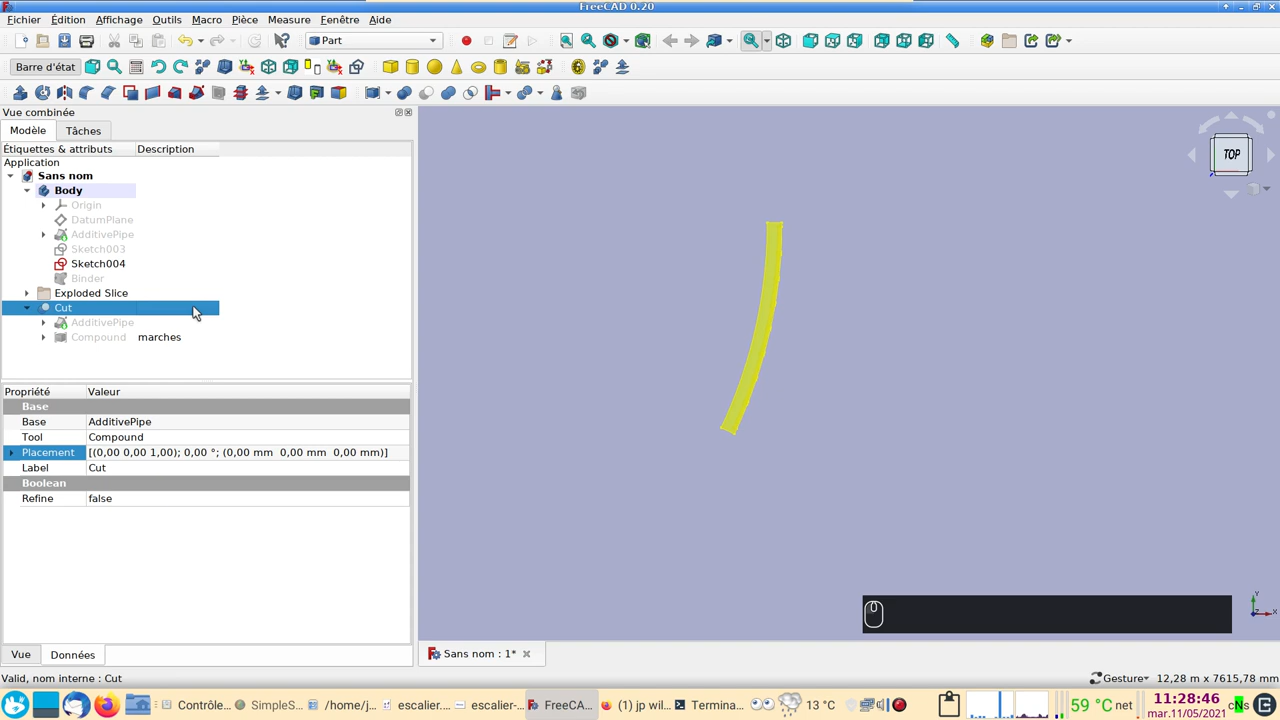 FreeCAD 0.20
Fichier Édition Affichage Outils Macro Pièce Measure Fenêtre Aide
Part
Barre d'état
Vue combinée
Modèle Tâches
Étiquettes & attributs Description
Application
Sans nom
Body
Origin
DatumPlane
AdditivePipe
Sketch003
Sketch004
Binder
Exploded Slice
Cut
AdditivePipe
Compound marches
Propriété Valeur
Base
Base AdditivePipe
Tool Compound
Placement [(0,00 0,00 1,00); 0,00 °; (0,00 mm 0,00 mm 0,00 mm)]
Label Cut
Boolean
Refine false
TOP
Y
X
Vue Données
Sans nom : 1*
Valid, nom interne : Cut
Gesture 12,28 m x 7615,78 mm
Contrôle... SimpleS... /home/j... escalier.... escalier-... FreeCA... (1) jp wil... Termina... 13 °C 59 °C net 11:28:46
mar.11/05/2021